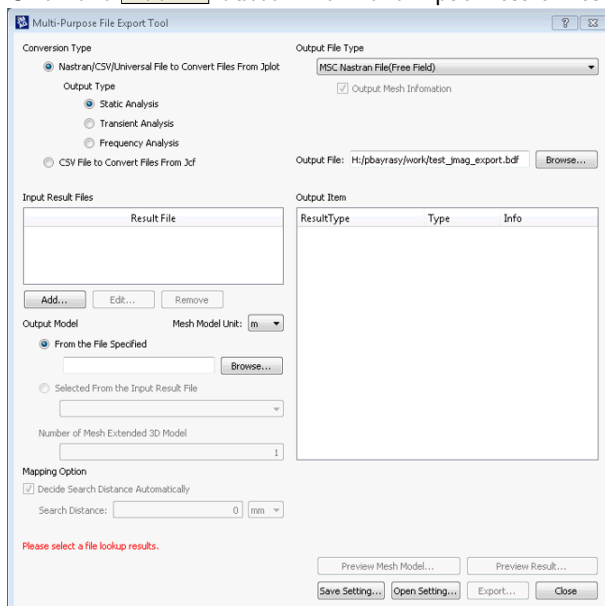 Multi-Purpose File Export Tool
Conversion Type
Nastran/CSV/Universal File to Convert Files From Jplot
Output Type
Static Analysis
Transient Analysis
Frequency Analysis
CSV File to Convert Files From Jcf
Output File Type
MSC Nastran File(Free Field)
Output Mesh Infomation
Output File: H:/pbayrasy/work/test_jmag_export.bdf Browse...
Input Result Files
Result File
Add... Edit... Remove
Output Model Mesh Model Unit: m
From the File Specified
Browse...
Selected From the Input Result File
Number of Mesh Extended 3D Model
1
Mapping Option
Decide Search Distance Automatically
Search Distance: 0 mm
Please select a file lookup results.
Output Item
ResultType Type Info
Preview Mesh Model... Preview Result...
Save Setting... Open Setting... Export... Close